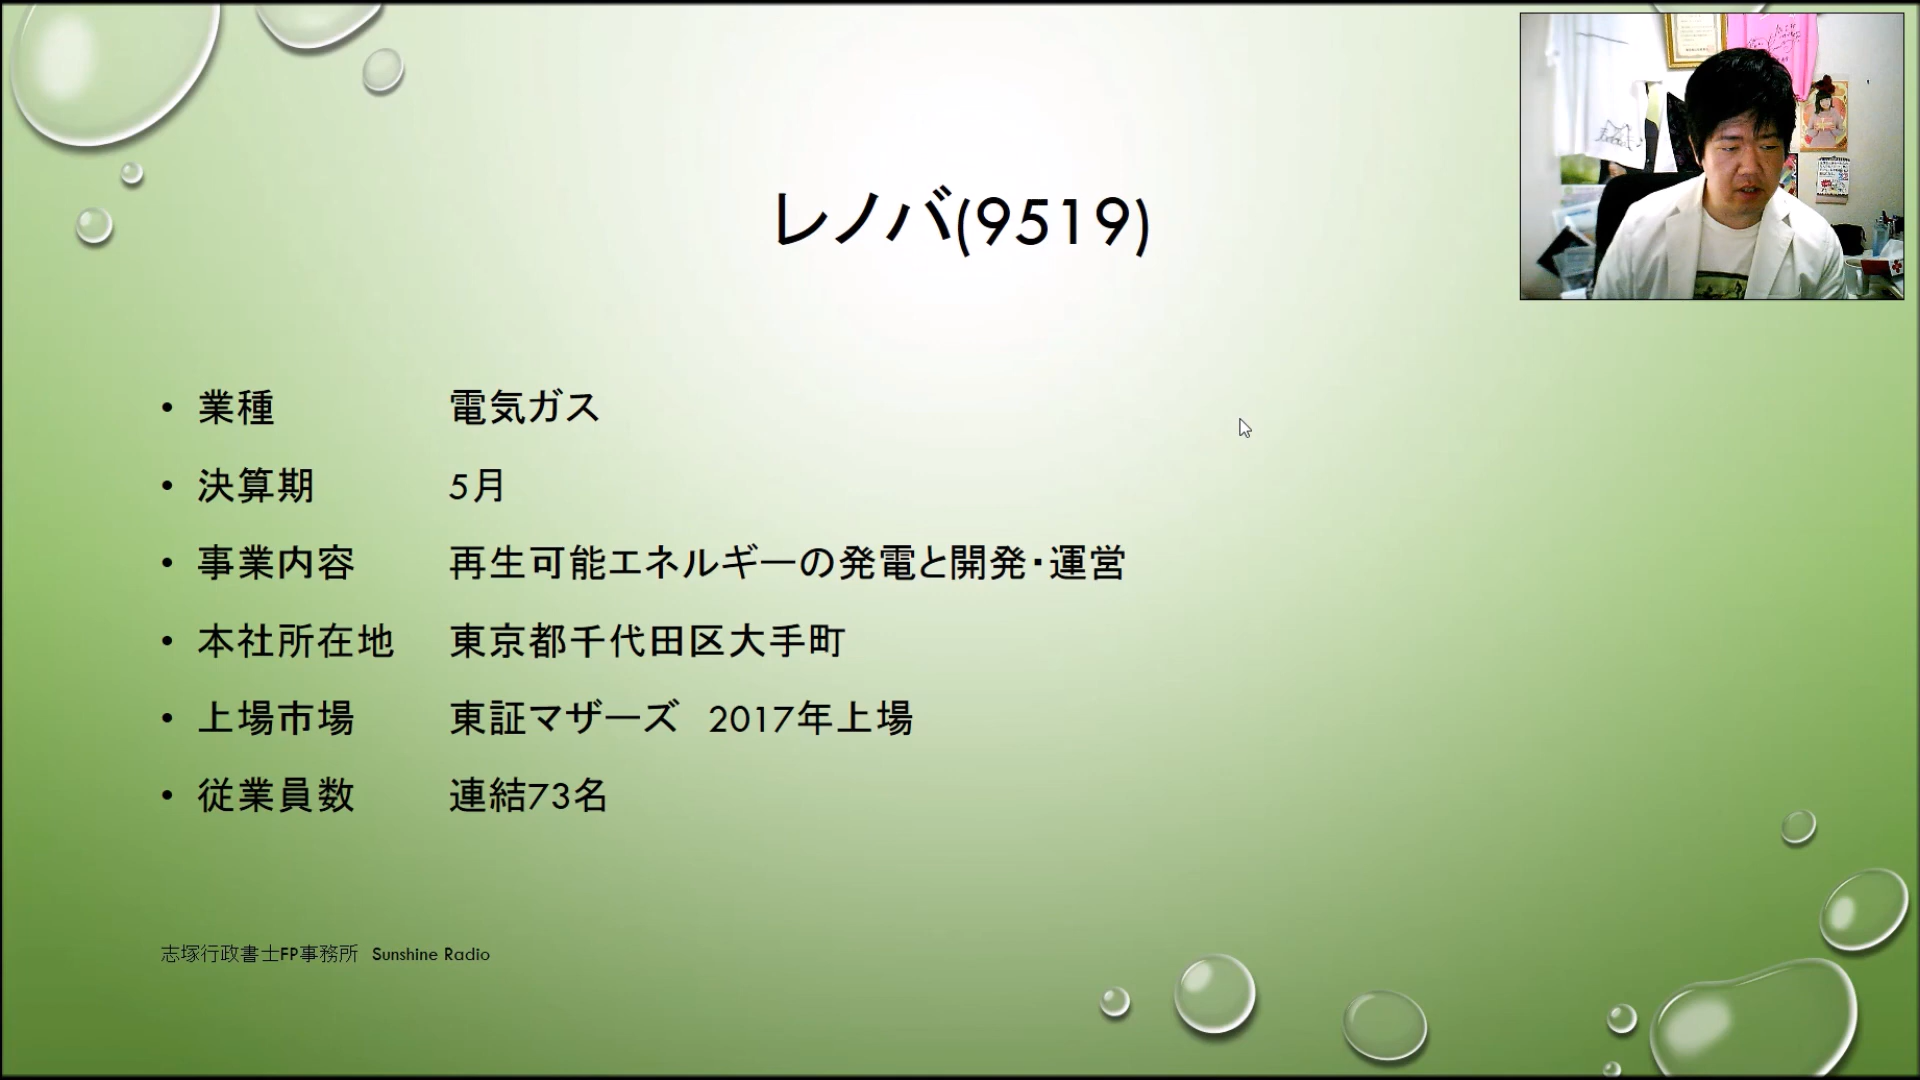 レノバ(9519)
• 業種 電気ガス
• 決算期 5月
• 事業内容 再生可能エネルギーの発電と開発・運営
• 本社所在地 東京都千代田区大手町
• 上場市場 東証マザーズ 2017年上場
• 従業員数 連結73名
志塚行政書士FP事務所 Sunshine Radio